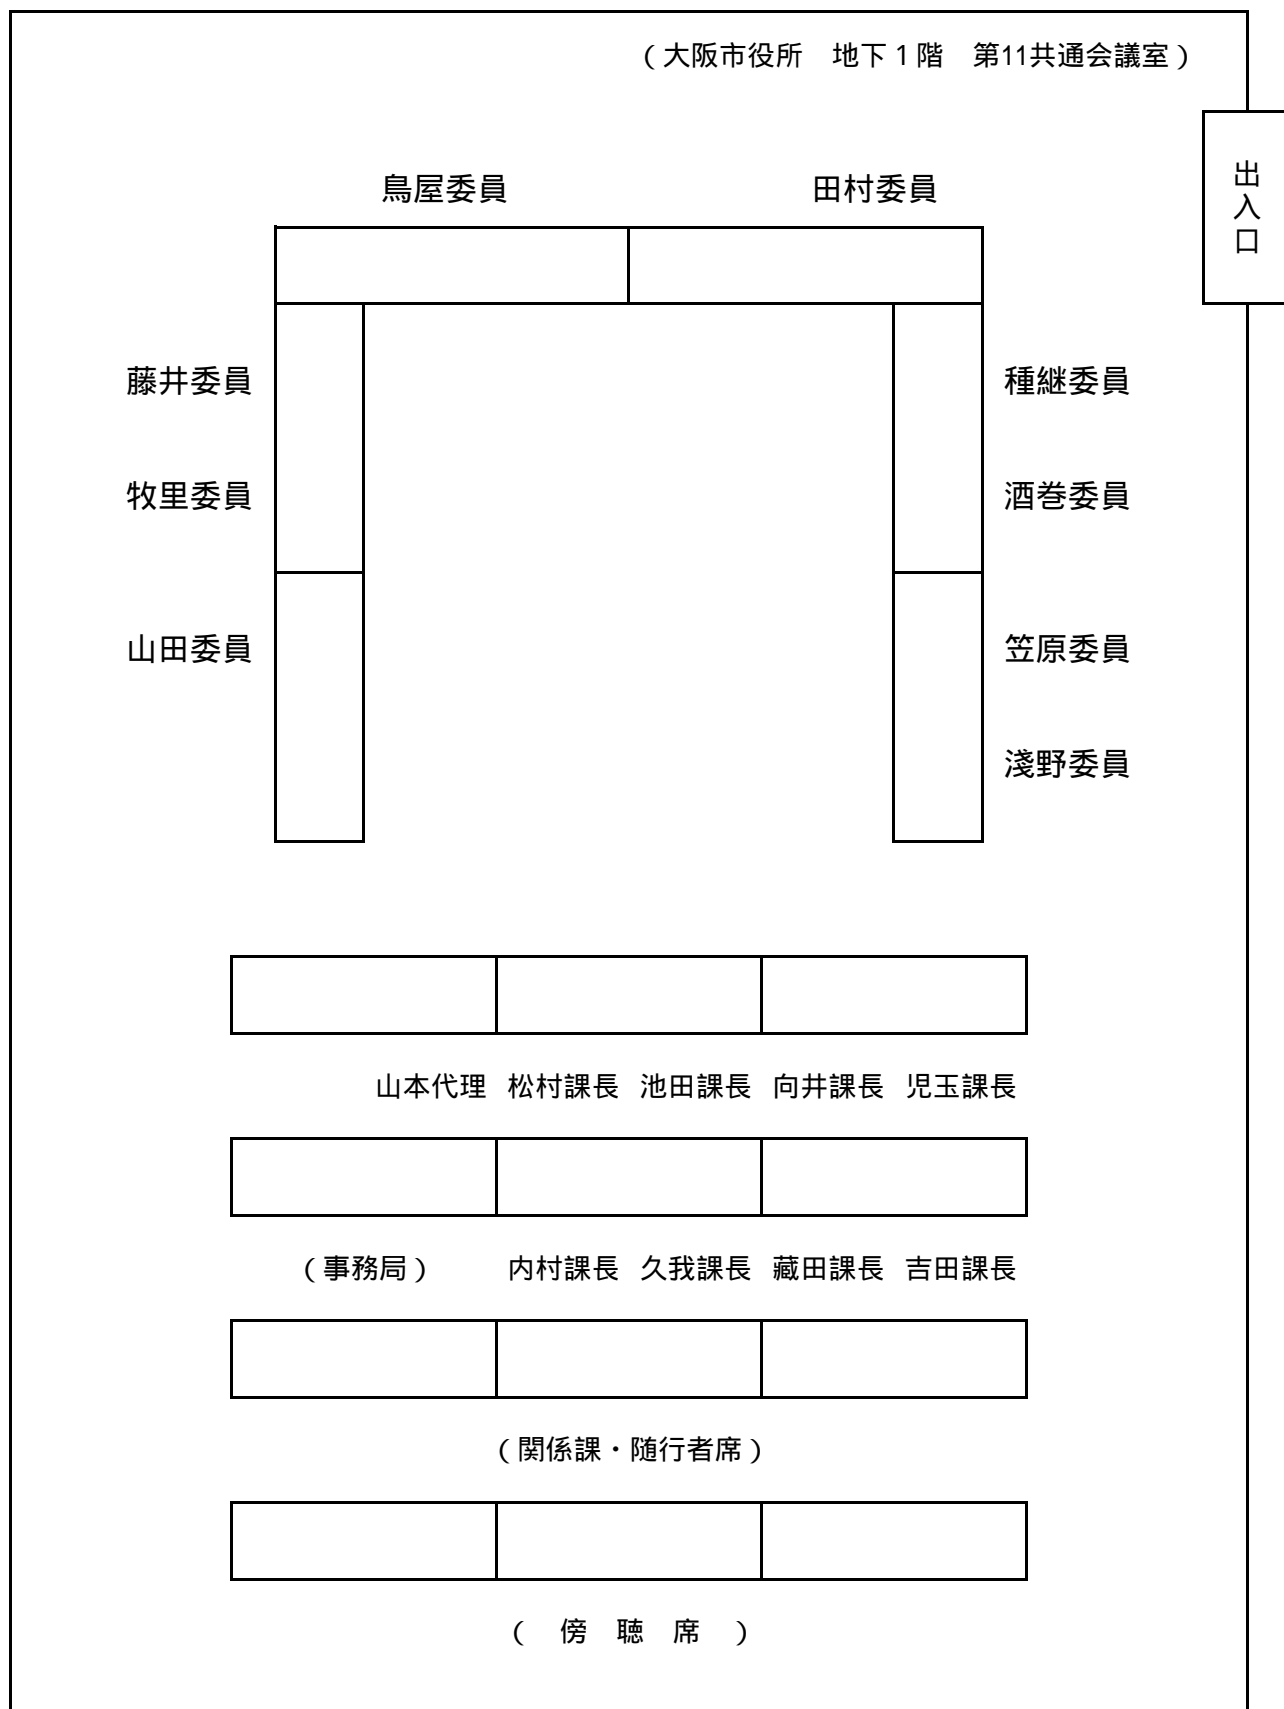 （大阪市役所　地下１階　第11共通会議室）
出入口
鳥屋委員　田村委員
藤井委員　種継委員
牧里委員　酒巻委員
山田委員　笠原委員
淺野委員
山本代理　松村課長　池田課長　向井課長　児玉課長
（事務局）　内村課長　久我課長　藏田課長　吉田課長
（関係課・随行者席）
（　傍　聴　席　）